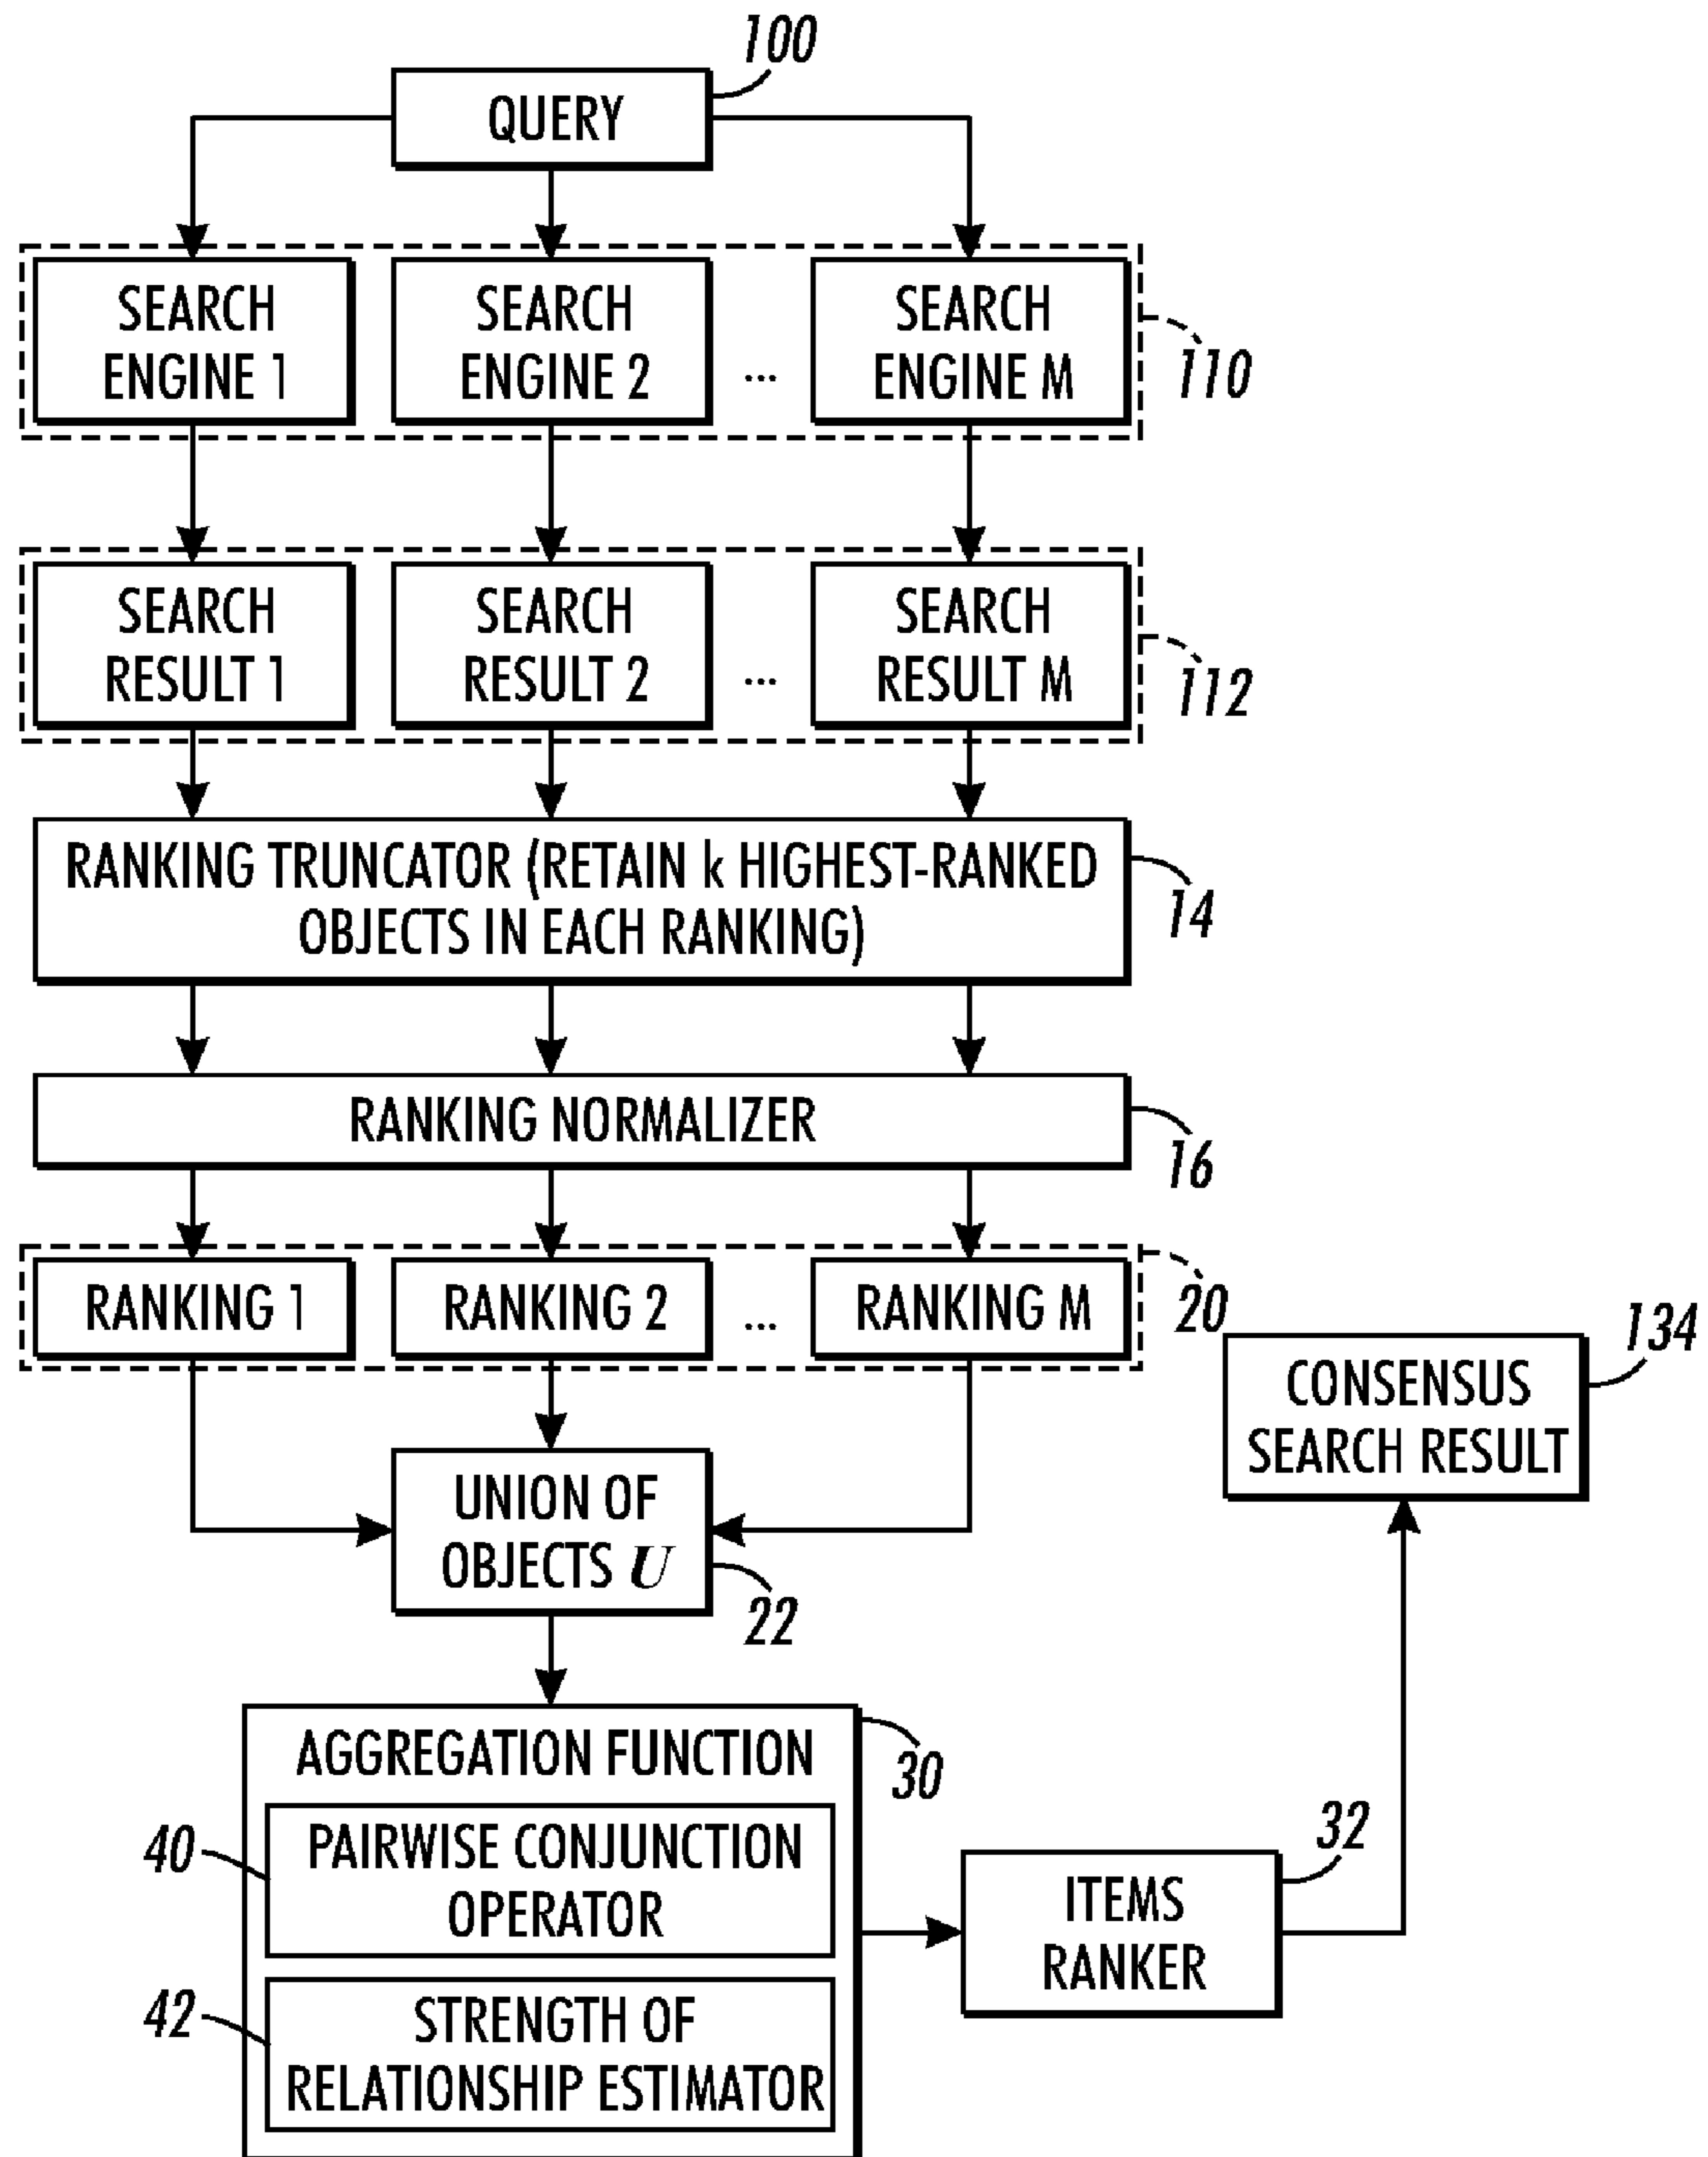 100
QUERY
SEARCH ENGINE 1
SEARCH ENGINE 2
...
SEARCH ENGINE M
110
SEARCH RESULT 1
SEARCH RESULT 2
...
SEARCH RESULT M
112
RANKING TRUNCATOR (RETAIN k HIGHEST-RANKED
OBJECTS IN EACH RANKING)
14
RANKING NORMALIZER
16
RANKING 1
RANKING 2
...
RANKING M
20
134
CONSENSUS
SEARCH RESULT
UNION OF
OBJECTS U
22
AGGREGATION FUNCTION
30
40
PAIRWISE CONJUNCTION
OPERATOR
32
ITEMS
RANKER
42
STRENGTH OF
RELATIONSHIP ESTIMATOR